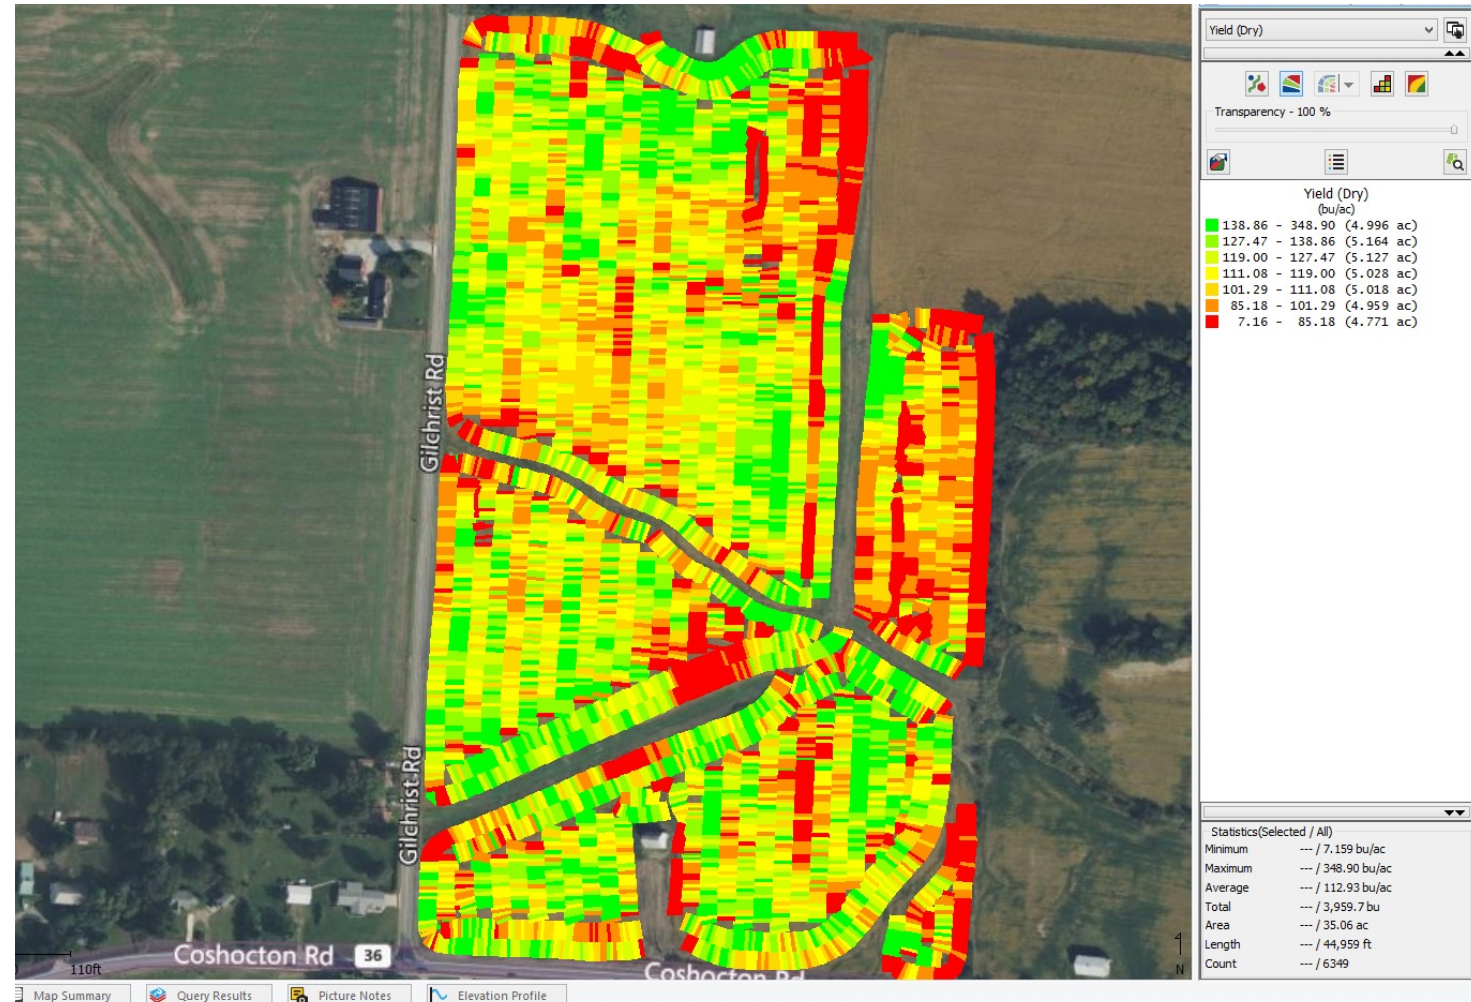 Yield (Dry)
Transparency - 100 %
Yield (Dry)
(bu/ac)
138.86 - 348.90 (4.996 ac)
127.47 - 138.86 (5.164 ac)
119.00 - 127.47 (5.127 ac)
111.08 - 119.00 (5.028 ac)
101.29 - 111.08 (5.018 ac)
85.18 - 101.29 (4.959 ac)
7.16 - 85.18 (4.771 ac)
Gilchrist Rd
Gilchrist Rd
Coshocton Rd 36
Coshocton Rd
110ft
N
Statistics(Selected / All)
Minimum --- / 7.159 bu/ac
Maximum --- / 348.90 bu/ac
Average --- / 112.93 bu/ac
Total --- / 3,959.7 bu
Area --- / 35.06 ac
Length --- / 44,959 ft
Count --- / 6349
Map Summary Query Results Picture Notes Elevation Profile